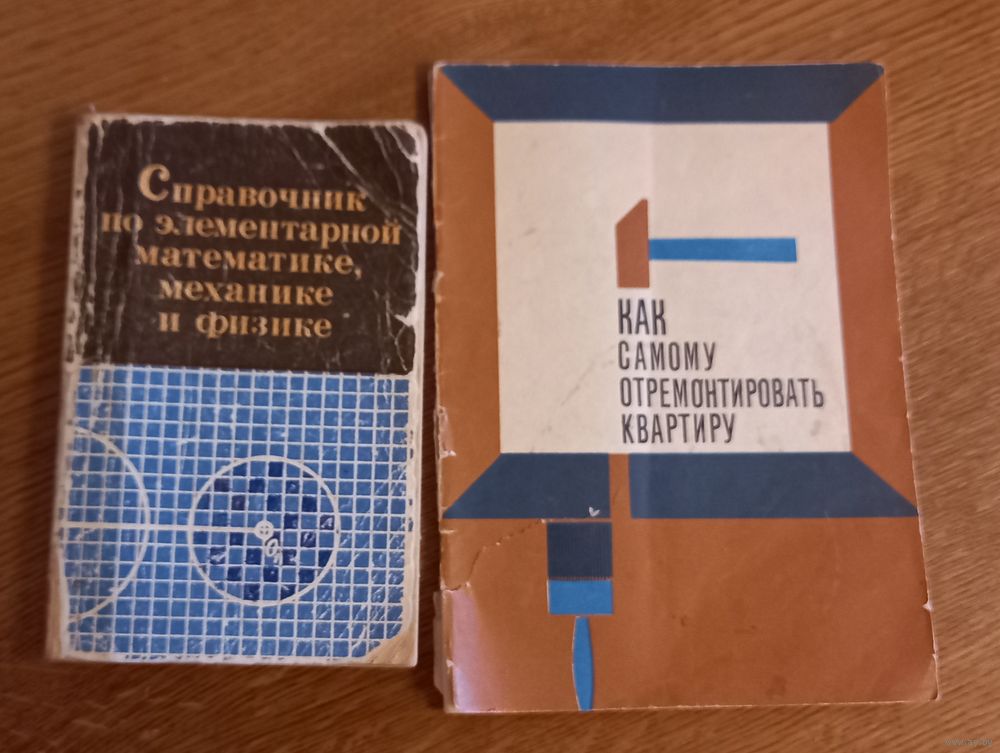 Справочник
по элементарной
математике,
механике
и физике
КАК
САМОМУ
ОТРЕМОНТИРОВАТЬ
КВАРТИРУ